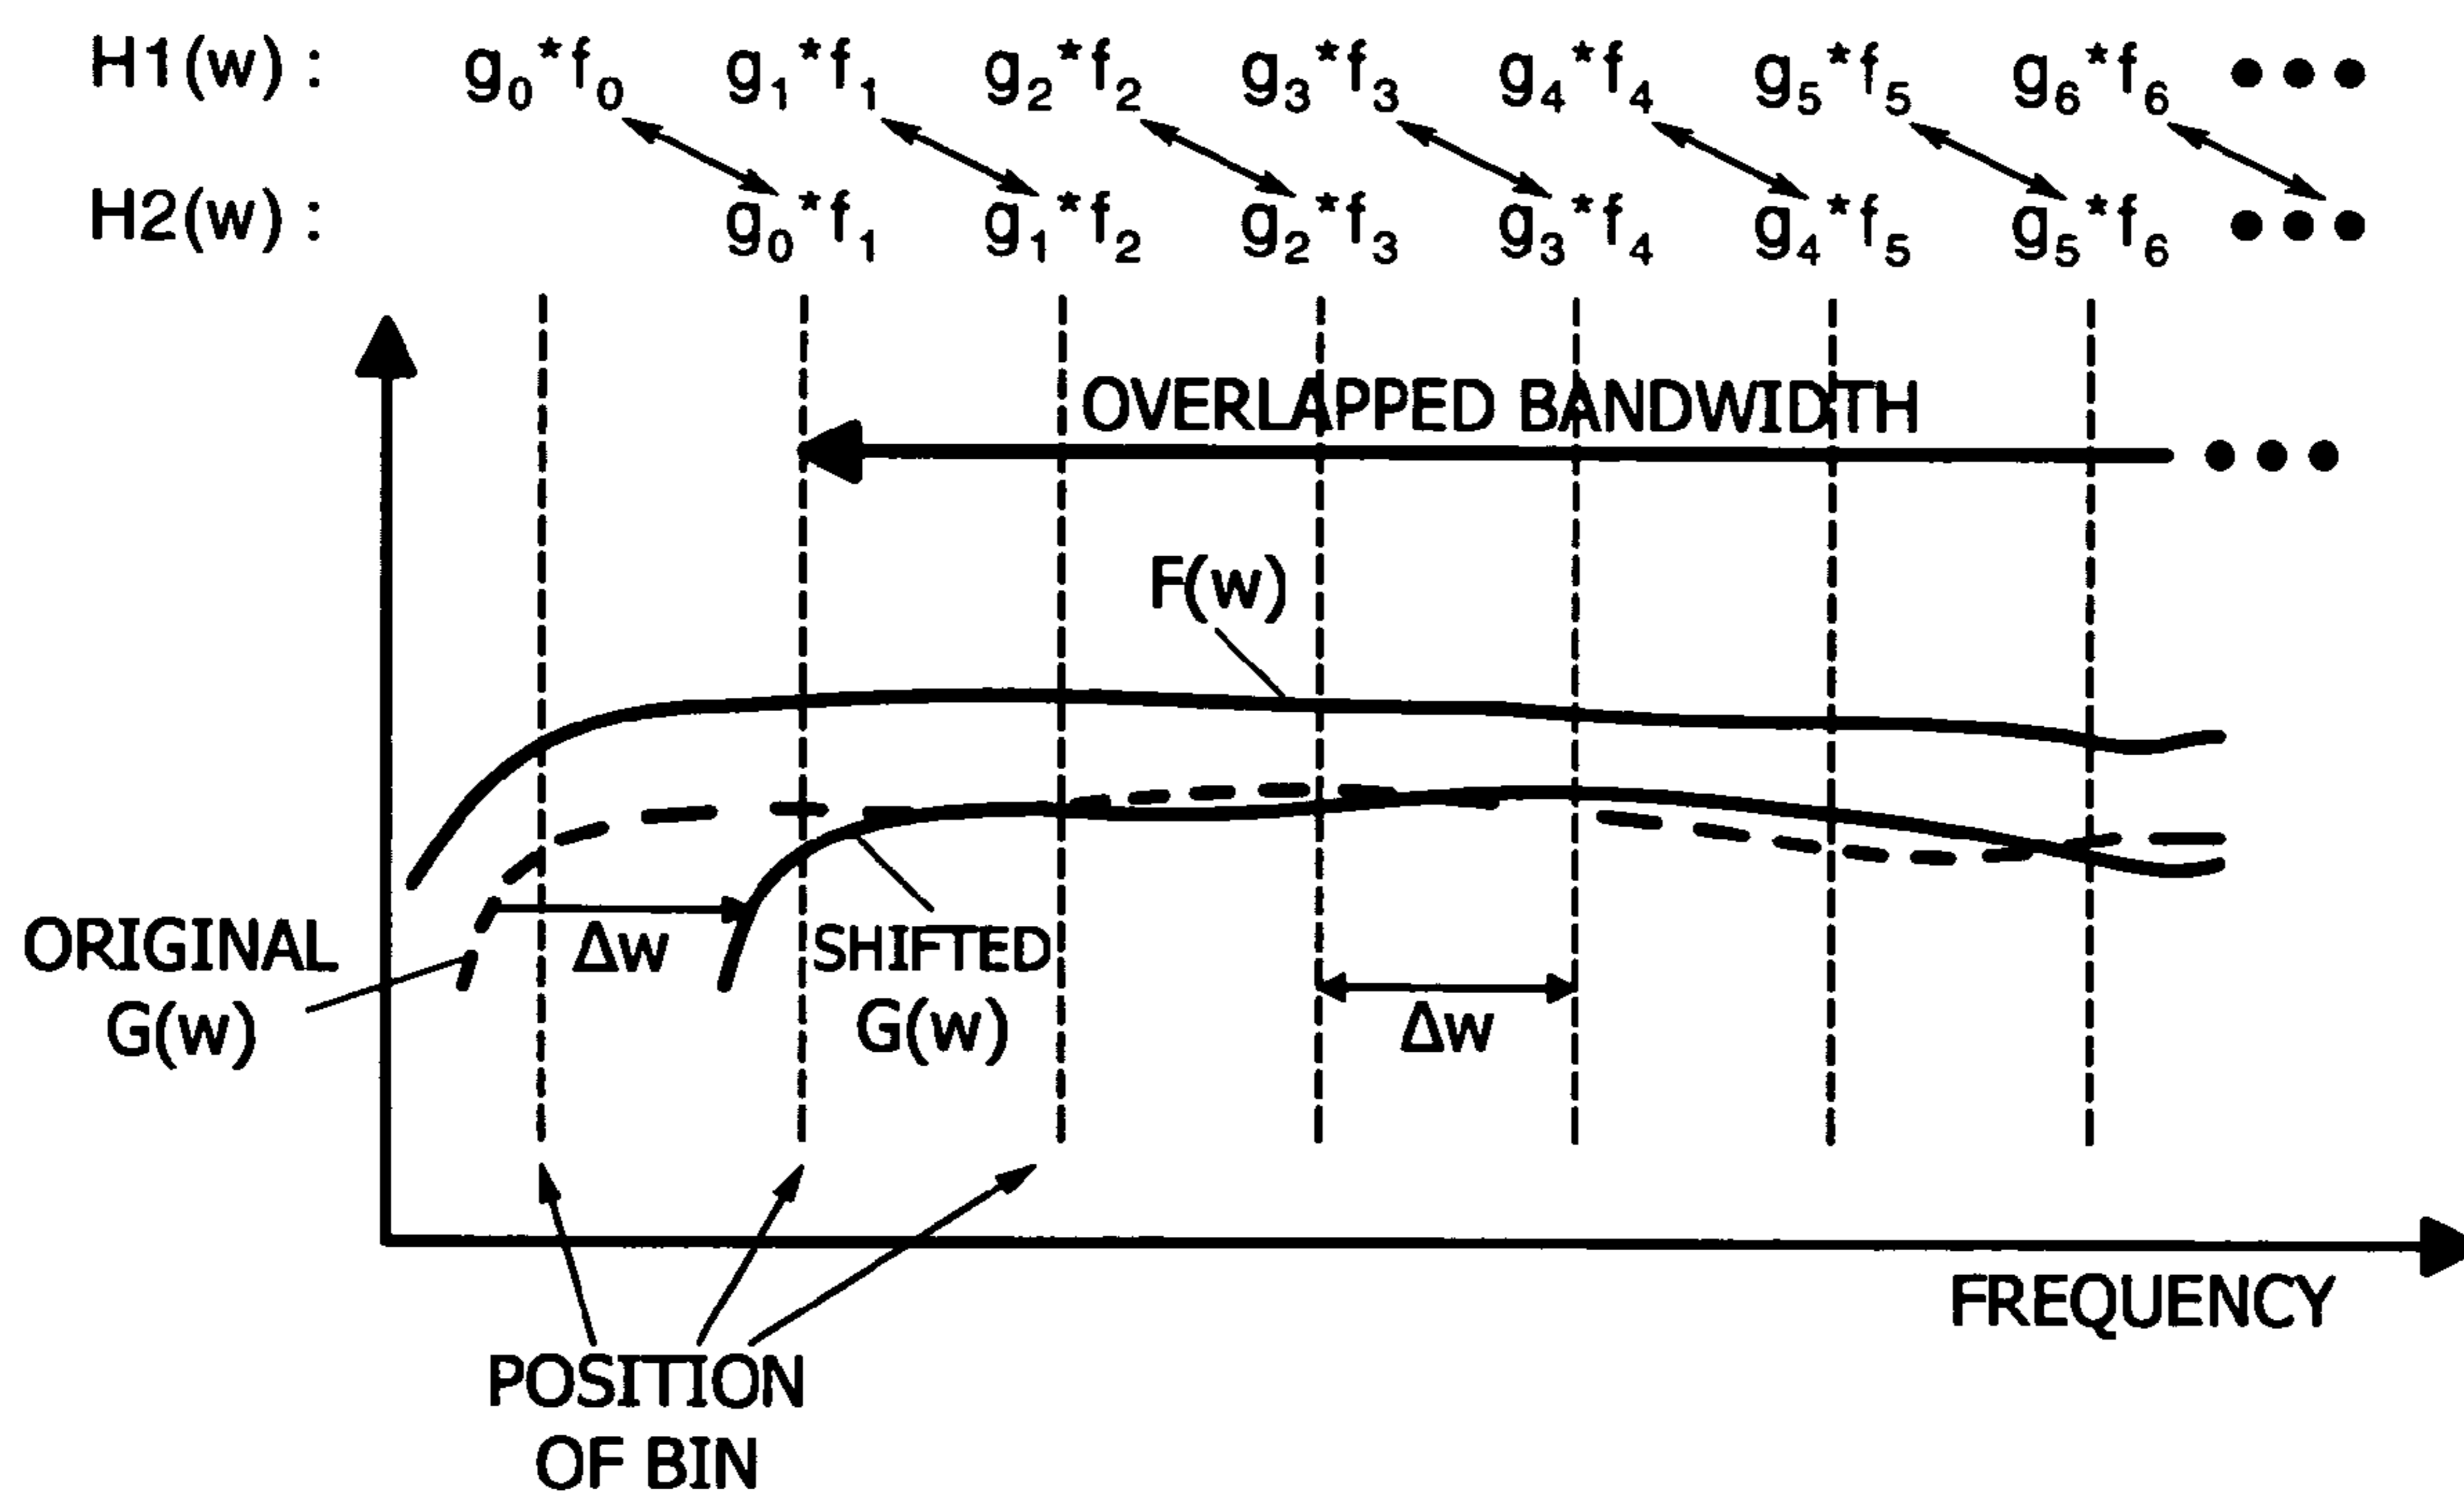 H1(w) : g0*f0 g1*f1 g2*f2 g3*f3 g4*f4 g5*f5 g6*f6 •••
H2(w) : g0*f1 g1*f2 g2*f3 g3*f4 g4*f5 g5*f6 •••
OVERLAPPED BANDWIDTH
•••
F(w)
ORIGINAL
G(w)
Δw
SHIFTED
G(w)
Δw
FREQUENCY
POSITION
OF BIN